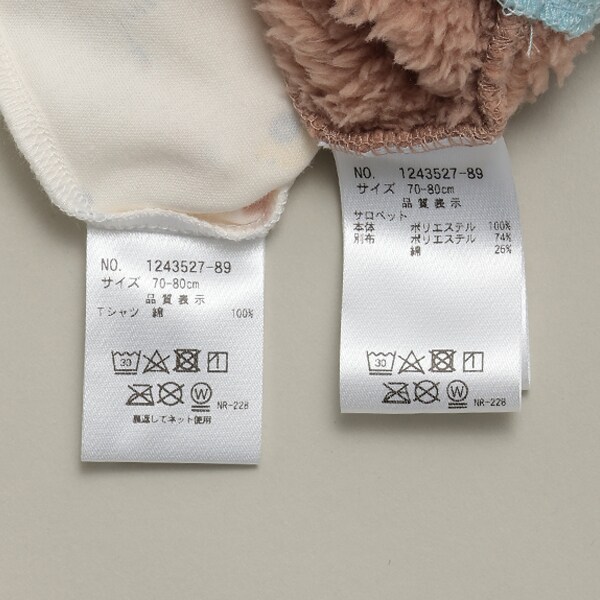 NO. 1243527-89
サイズ 70-80cm
品質表示
Tシャツ 綿 100%
30
W
NR-228
裏返してネット使用
NO. 1243527-89
サイズ 70-80cm
品質表示
サロペット
本体 ポリエステル 100%
別布 ポリエステル 74%
綿 26%
30
W
NR-228